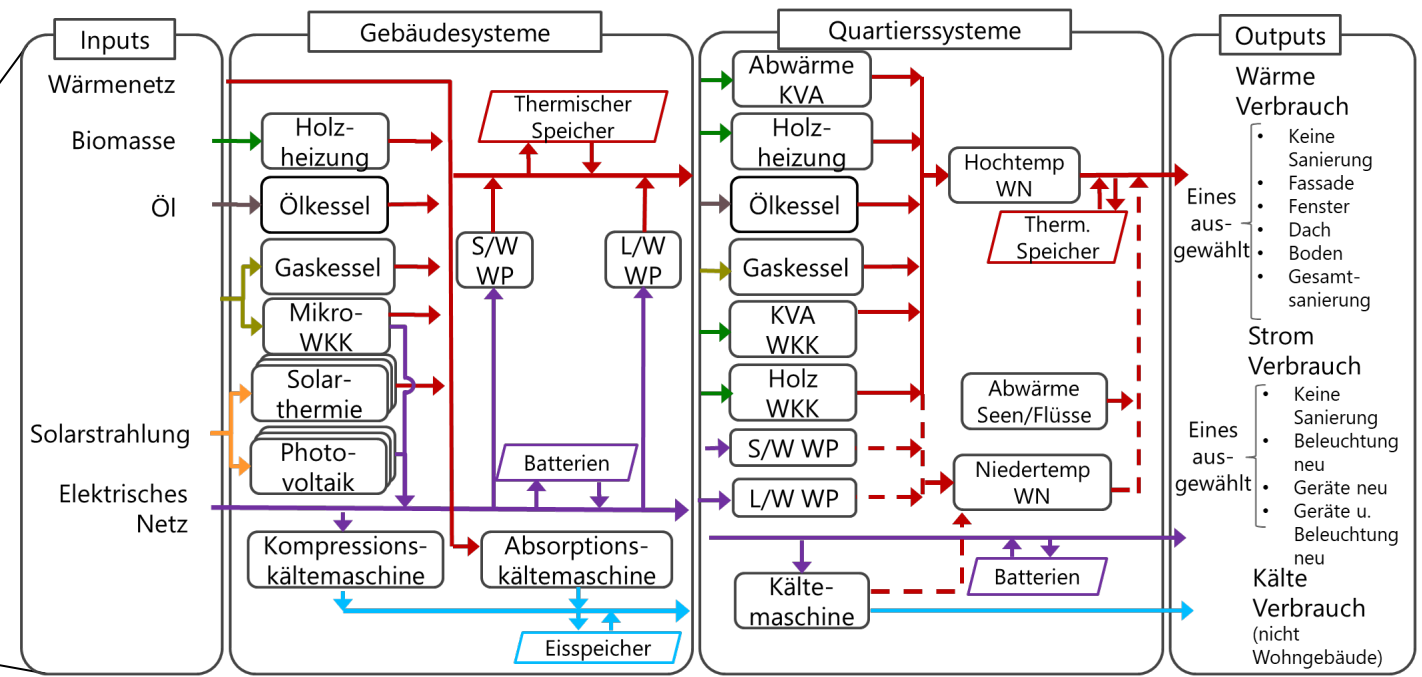 Inputs
Wärmenetz
Biomasse
Öl
Solarstrahlung
Elektrisches
Netz
Gebäudesysteme
Holz-
heizung
Ölkessel
Gaskessel
Mikro-
WKK
Solar-
thermie
Photo-
voltaik
Kompressions-
kältemaschine
Thermischer
Speicher
S/W
WP
L/W
WP
Batterien
Absorptions-
kältemaschine
Eisspeicher
Quartierssysteme
Abwärme
KVA
Holz-
heizung
Ölkessel
Gaskessel
KVA
WKK
Holz
WKK
S/W WP
L/W WP
Kälte-
maschine
Hochtemp
WN
Therm.
Speicher
Abwärme
Seen/Flüsse
Niedertemp
WN
Batterien
Outputs
Wärme
Verbrauch
Eines
aus-
gewählt
• Keine
Sanierung
• Fassade
• Fenster
• Dach
• Boden
• Gesamt-
sanierung
Strom
Verbrauch
Eines
aus-
gewählt
• Keine
Sanierung
• Beleuchtung
neu
• Geräte neu
• Geräte u.
Beleuchtung
neu
Kälte
Verbrauch
(nicht
Wohngebäude)